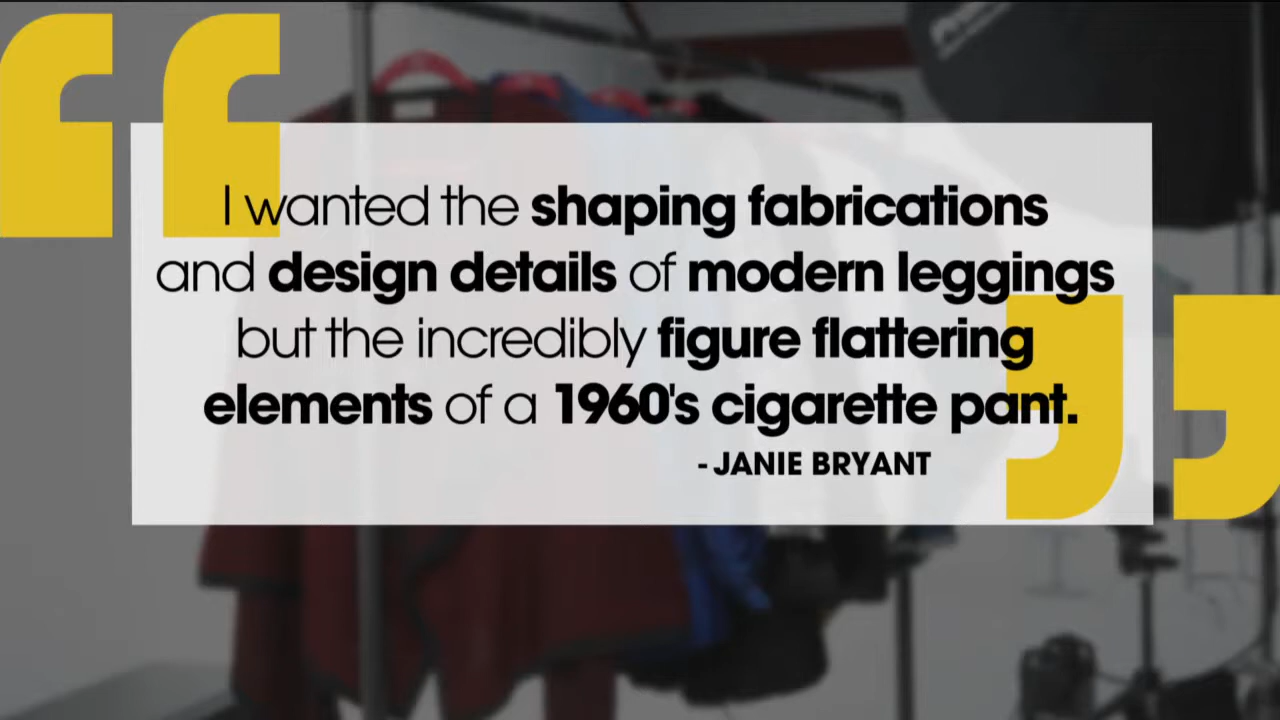 I wanted the shaping fabrications
and design details of modern leggings
but the incredibly figure flattering
elements of a 1960's cigarette pant.
- JANIE BRYANT